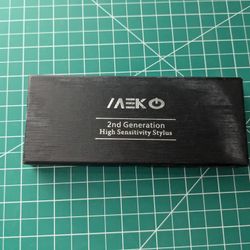 MEKO
2nd Generation
High Sensitivity Stylus